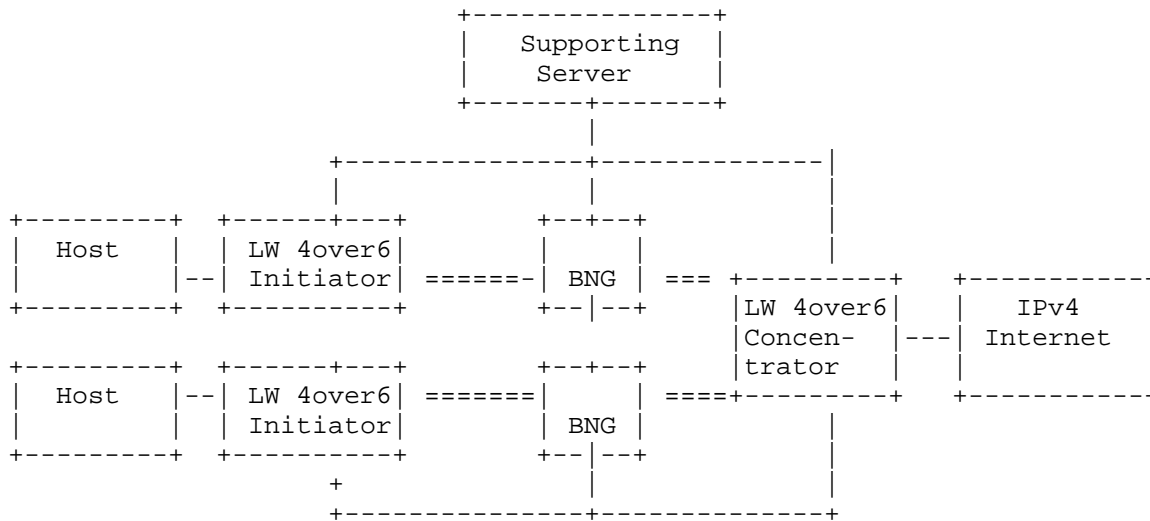 Supporting
Server
Host
LW 4over6
Initiator
BNG
LW 4over6
Concen-
trator
IPv4
Internet
Host
LW 4over6
Initiator
BNG